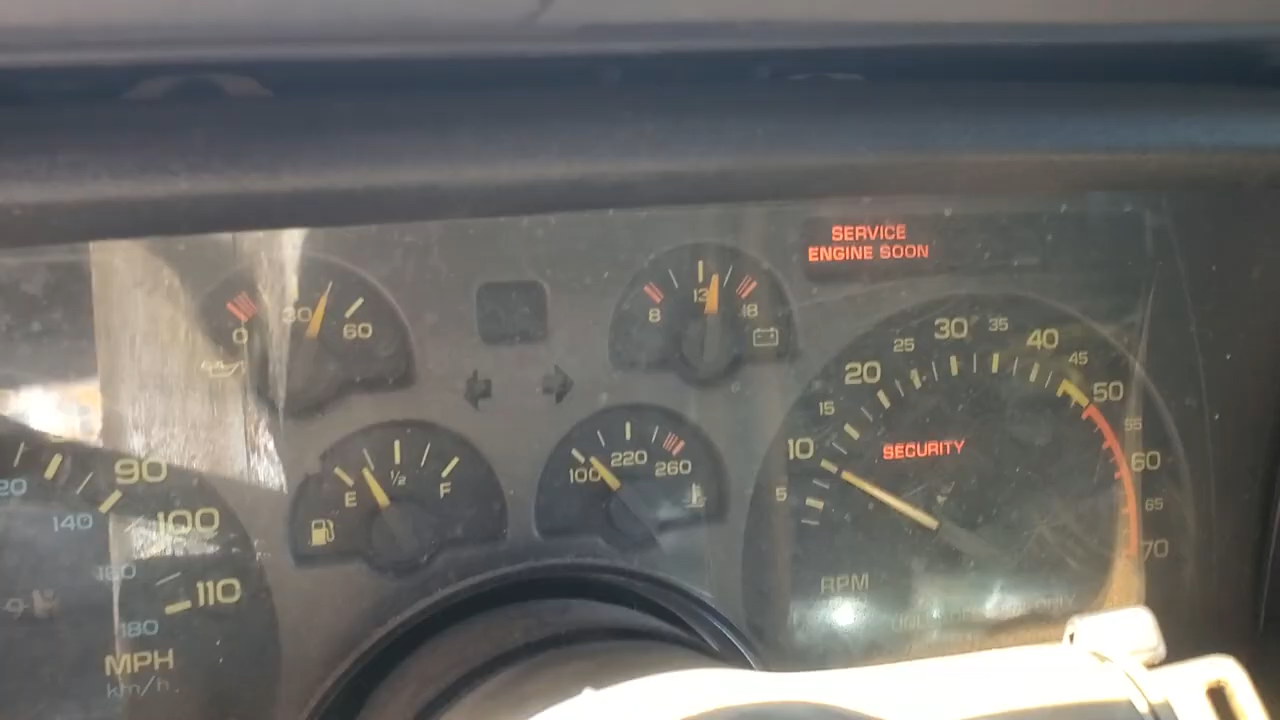 SERVICE
ENGINE SOON
0 30 60
8 13 18
E ½ F
100 220 260
20 90
140 100
160
110
180
MPH
km/h
5 10 15 20 25 30 35 40 45 50 55 60 65 70
SECURITY
RPM